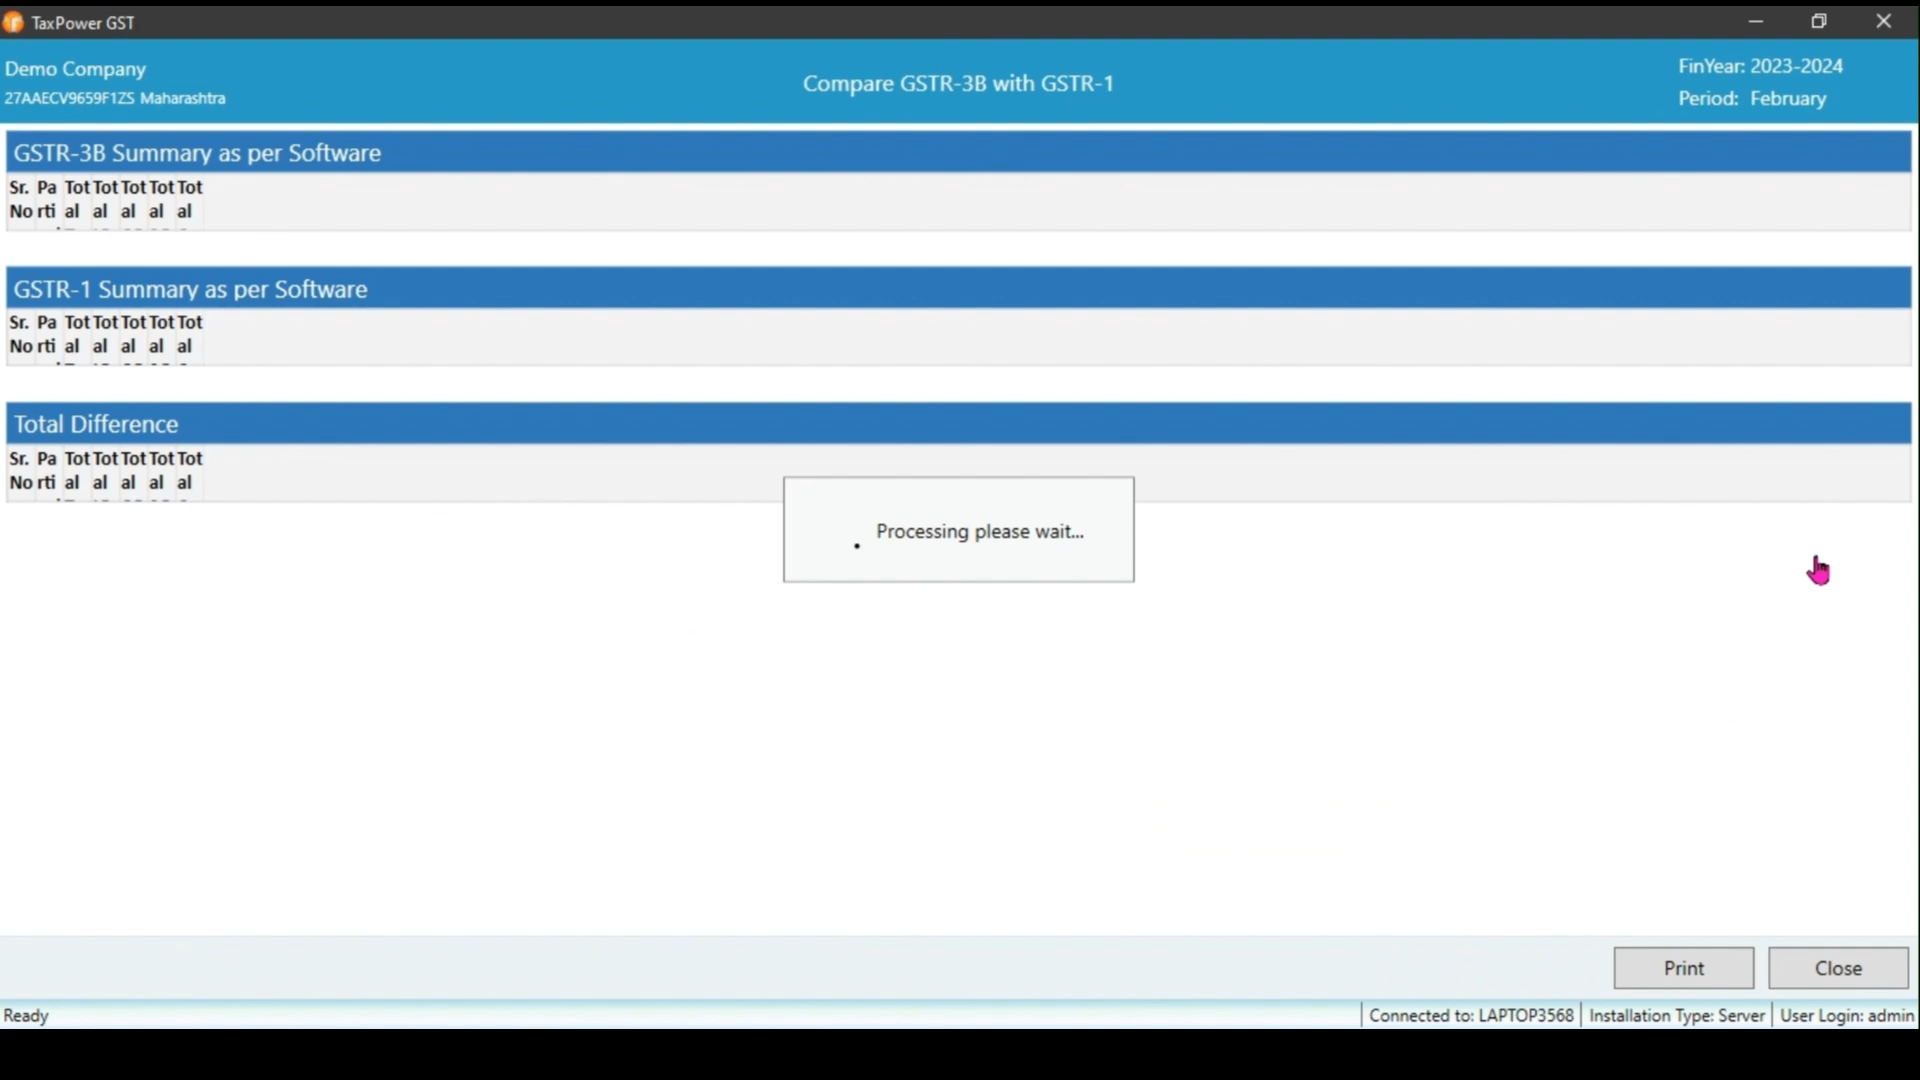 TaxPower GST
Demo Company
27AAECV9659F1ZS Maharashtra
Compare GSTR-3B with GSTR-1
FinYear: 2023-2024
Period: February
GSTR-3B Summary as per Software
Sr. Pa Tot Tot Tot Tot Tot
No rti al al al al al
GSTR-1 Summary as per Software
Sr. Pa Tot Tot Tot Tot Tot
No rti al al al al al
Total Difference
Sr. Pa Tot Tot Tot Tot Tot
No rti al al al al al
Processing please wait...
Print
Close
Ready
Connected to: LAPTOP3568
Installation Type: Server
User Login: admin